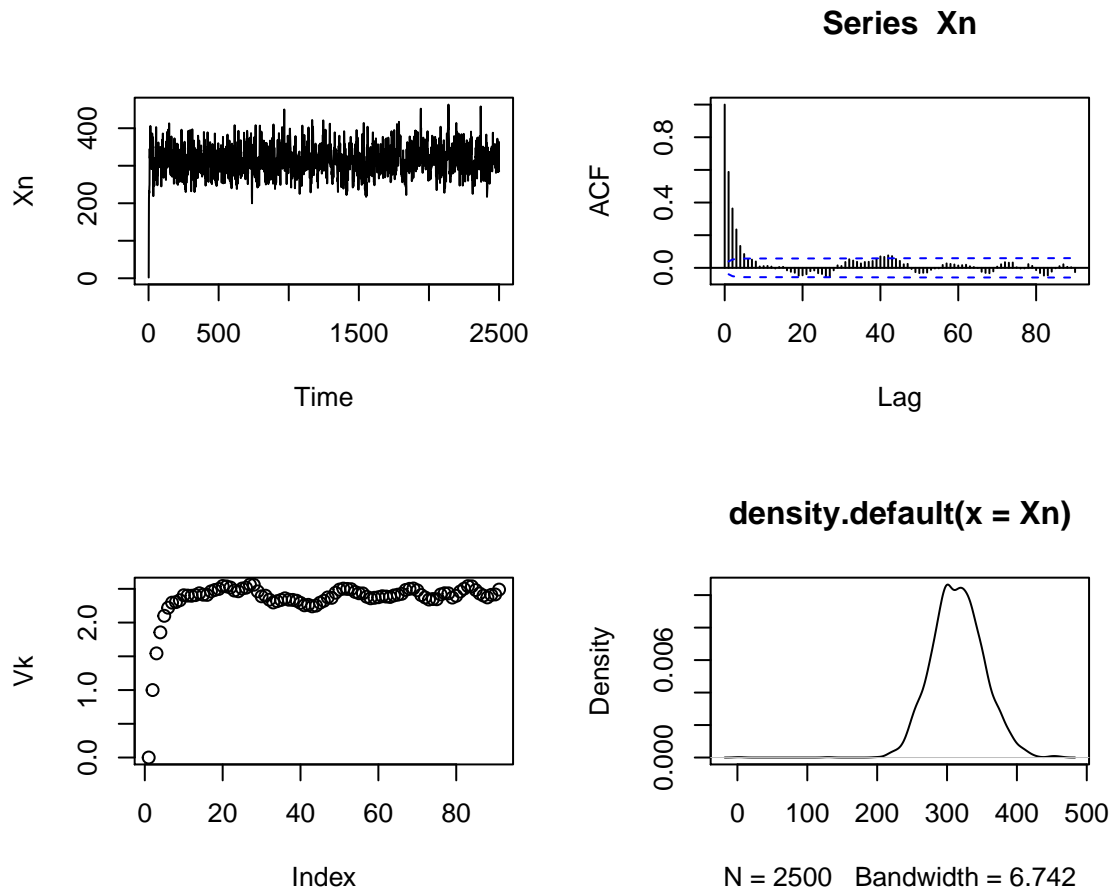 Xn
0 200 400
0 500 1500 2500
Time
Series Xn
ACF
0.0 0.4 0.8
0 20 40 60 80
Lag
Vk
0.0 1.0 2.0
0 20 40 60 80
Index
density.default(x = Xn)
Density
0.000 0.006
0 100 200 300 400 500
N = 2500 Bandwidth = 6.742